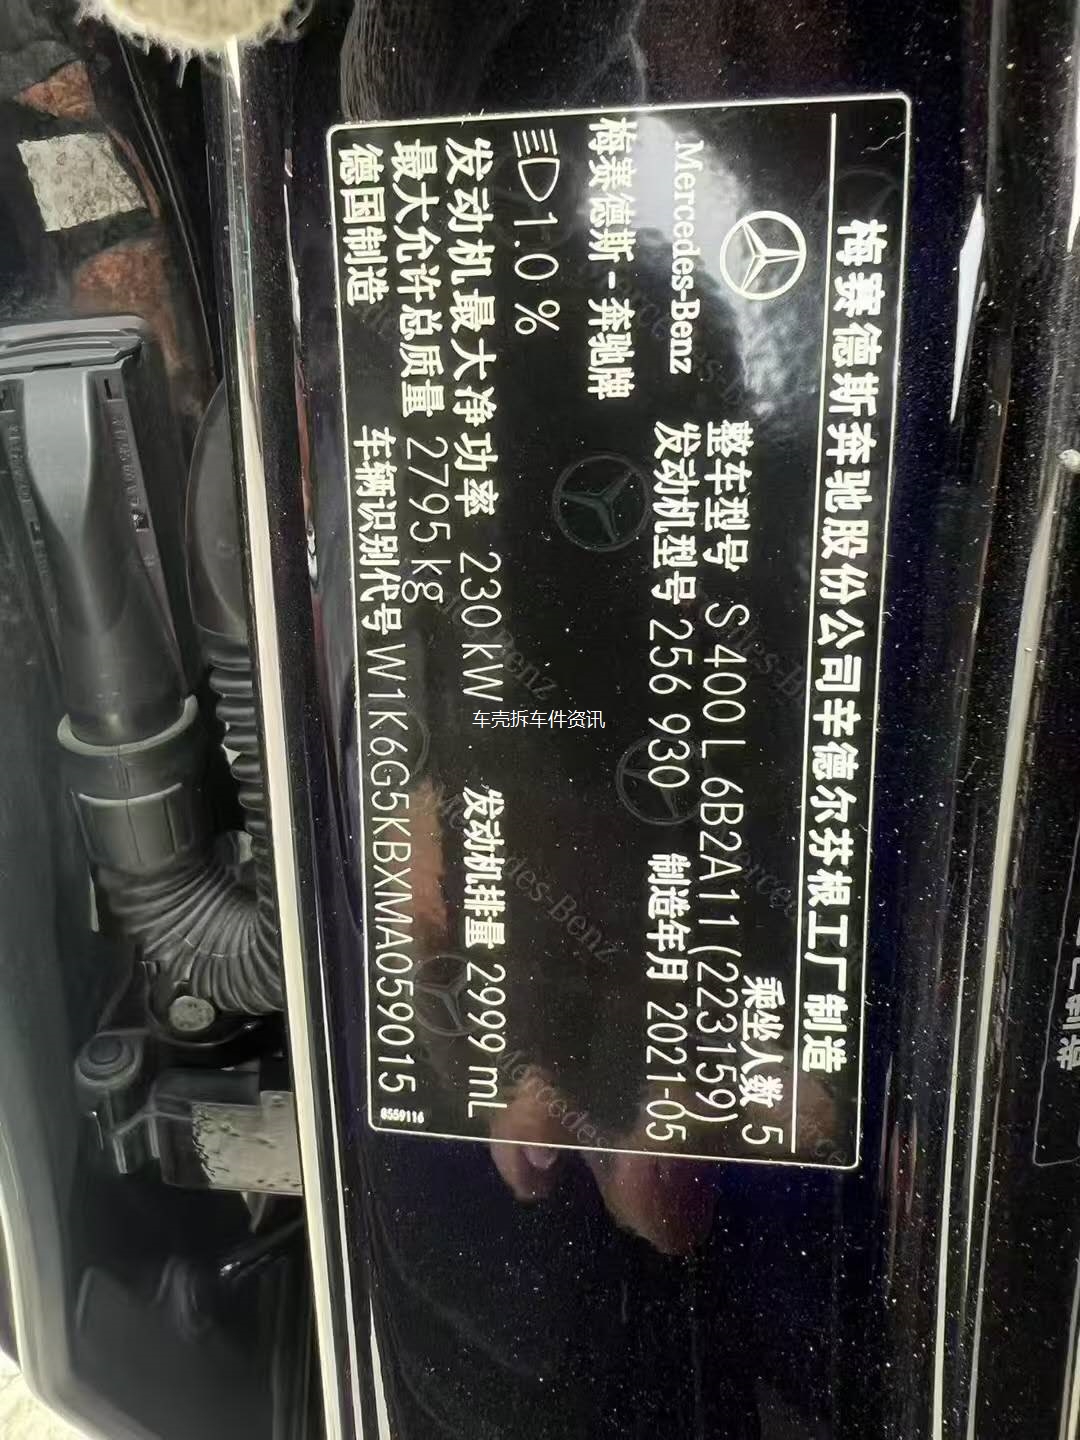 梅赛德斯奔驰股份公司辛德尔芬根工厂制造
乘坐人数 5
Mercedes-Benz
整车型号 S 400 L 6B2A11 (223159)
发动机型号 256 930 制造年月 2021-05
梅赛德斯-奔驰牌
1.0 %
发动机最大净功率 230 kW 发动机排量 2999 mL
最大允许总质量 2795 kg
德国制造 车辆识别代号 W1K6G5KBXMA059015
8559116
车壳拆车件资讯